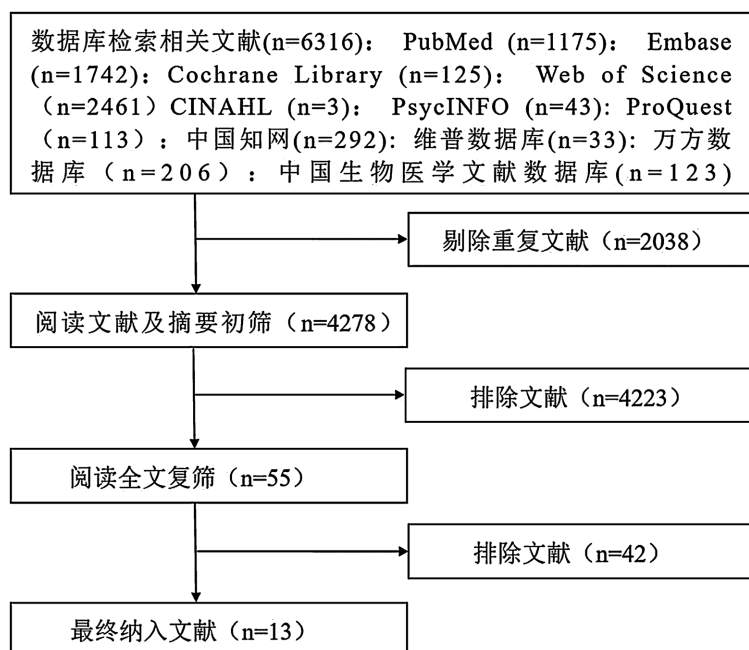 数据库检索相关文献(n=6316)： PubMed (n=1175)： Embase
(n=1742)：Cochrane Library (n=125)： Web of Science
（n=2461）CINAHL (n=3)： PsycINFO (n=43): ProQuest
（n=113）：中国知网(n=292): 维普数据库(n=33): 万方数
据库（n=206）：中国生物医学文献数据库(n=123)
剔除重复文献（n=2038）
阅读文献及摘要初筛（n=4278）
排除文献（n=4223）
阅读全文复筛（n=55）
排除文献（n=42）
最终纳入文献（n=13）